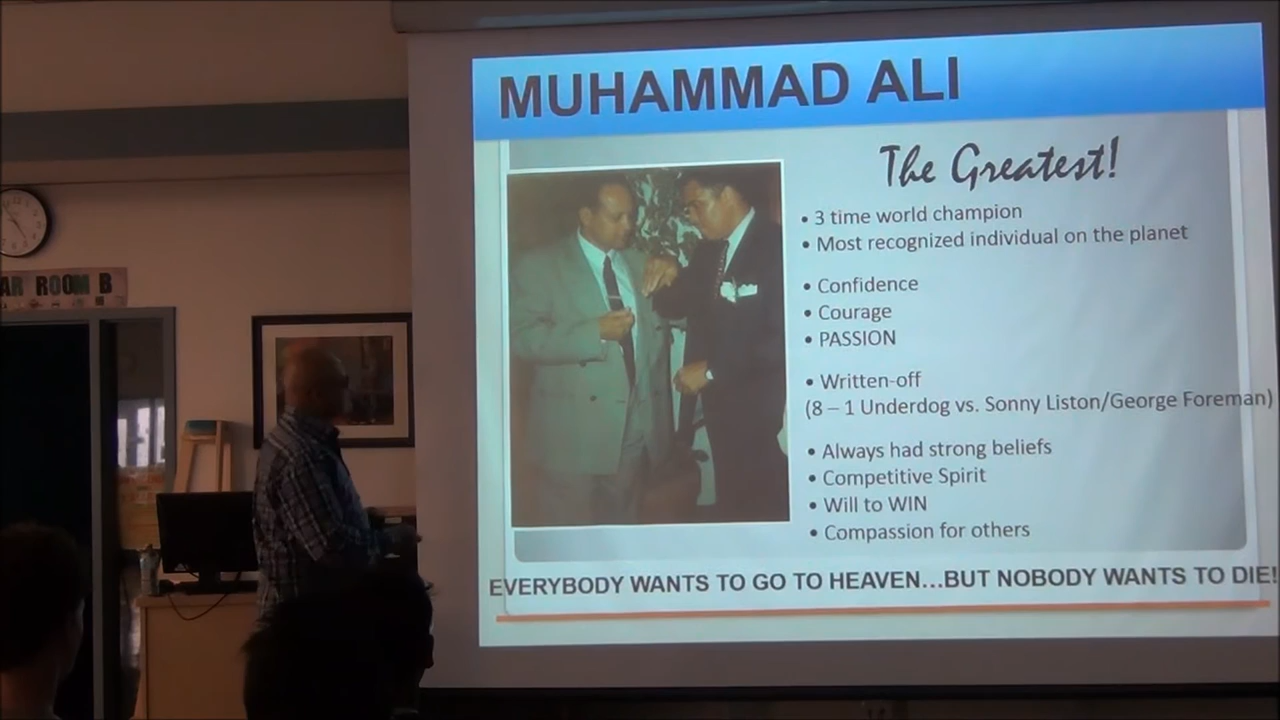 MUHAMMAD ALI
The Greatest!
• 3 time world champion
• Most recognized individual on the planet
• Confidence
• Courage
• PASSION
• Written-off
(8 – 1 Underdog vs. Sonny Liston/George Foreman)
• Always had strong beliefs
• Competitive Spirit
• Will to WIN
• Compassion for others
EVERYBODY WANTS TO GO TO HEAVEN...BUT NOBODY WANTS TO DIE!
AR ROOM B